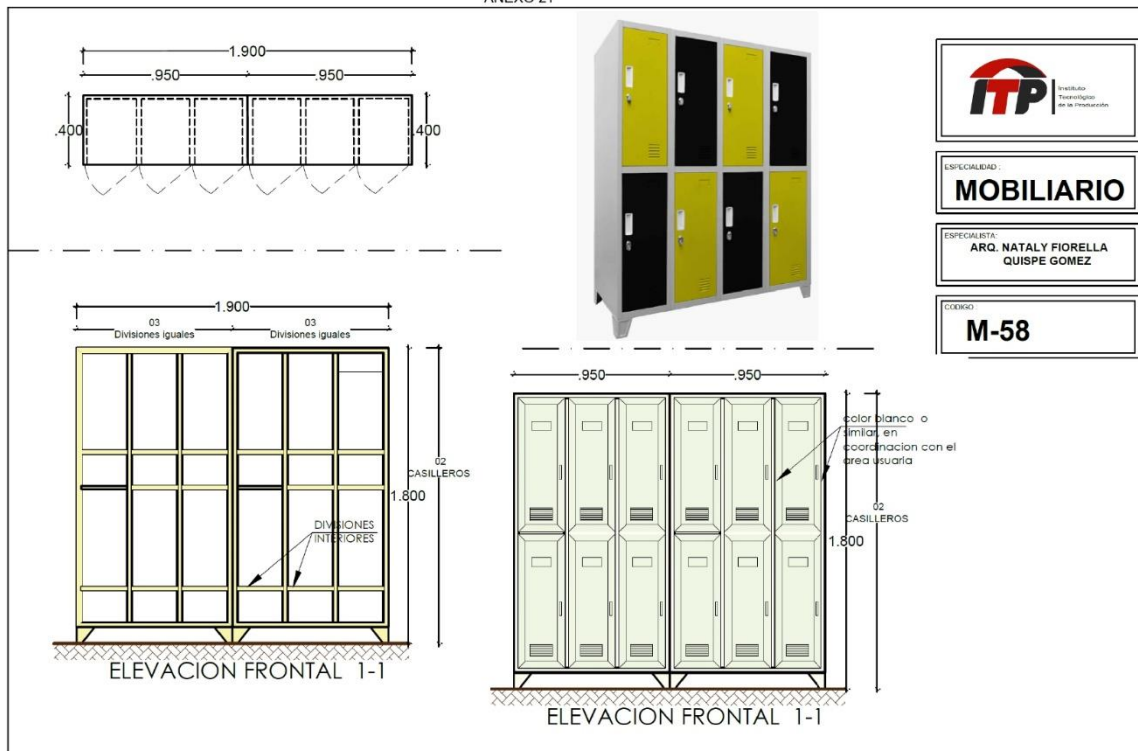 ANEXO 21
1.900
.950
.950
.400
.400
ITP
Instituto
Tecnológico
de la Producción
ESPECIALIDAD :
MOBILIARIO
ESPECIALISTA:
ARQ. NATALY FIORELLA
QUISPE GOMEZ
CODIGO :
M-58
1.900
03
Divisiones iguales
03
Divisiones iguales
02
CASILLEROS
1.800
DIVISIONES
INTERIORES
ELEVACION FRONTAL 1-1
.950
.950
color blanco o
similar, en
coordinacion con el
area usuaria
02
CASILLEROS
1.800
ELEVACION FRONTAL 1-1